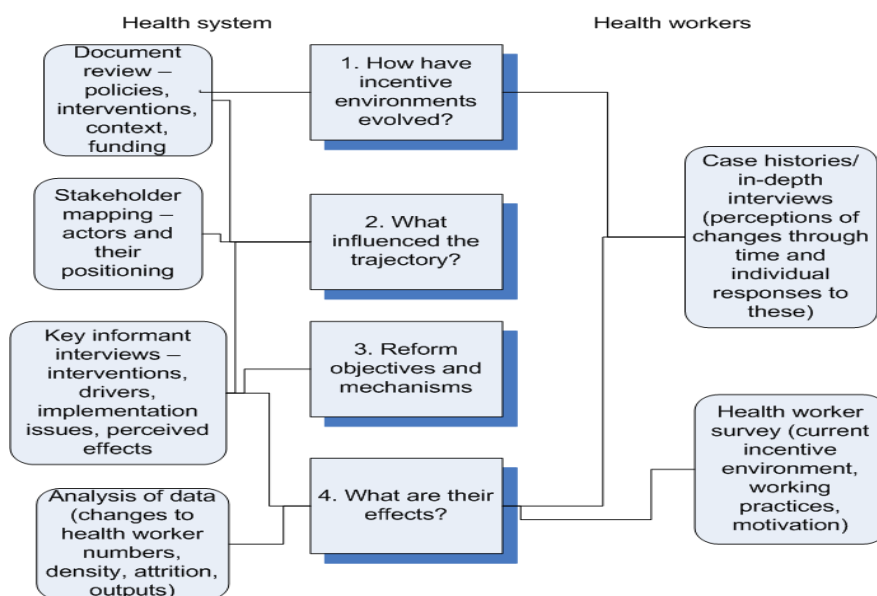 Health system
Health workers
Document
review –
policies,
interventions,
context,
funding
Stakeholder
mapping –
actors and
their
positioning
Key informant
interviews –
interventions,
drivers,
implementation
issues, perceived
effects
Analysis of data
(changes to
health worker
numbers,
density, attrition,
outputs)
1. How have
incentive
environments
evolved?
2. What
influenced the
trajectory?
3. Reform
objectives and
mechanisms
4. What are their
effects?
Case histories/
in-depth
interviews
(perceptions of
changes through
time and
individual
responses to
these)
Health worker
survey (current
incentive
environment,
working
practices,
motivation)